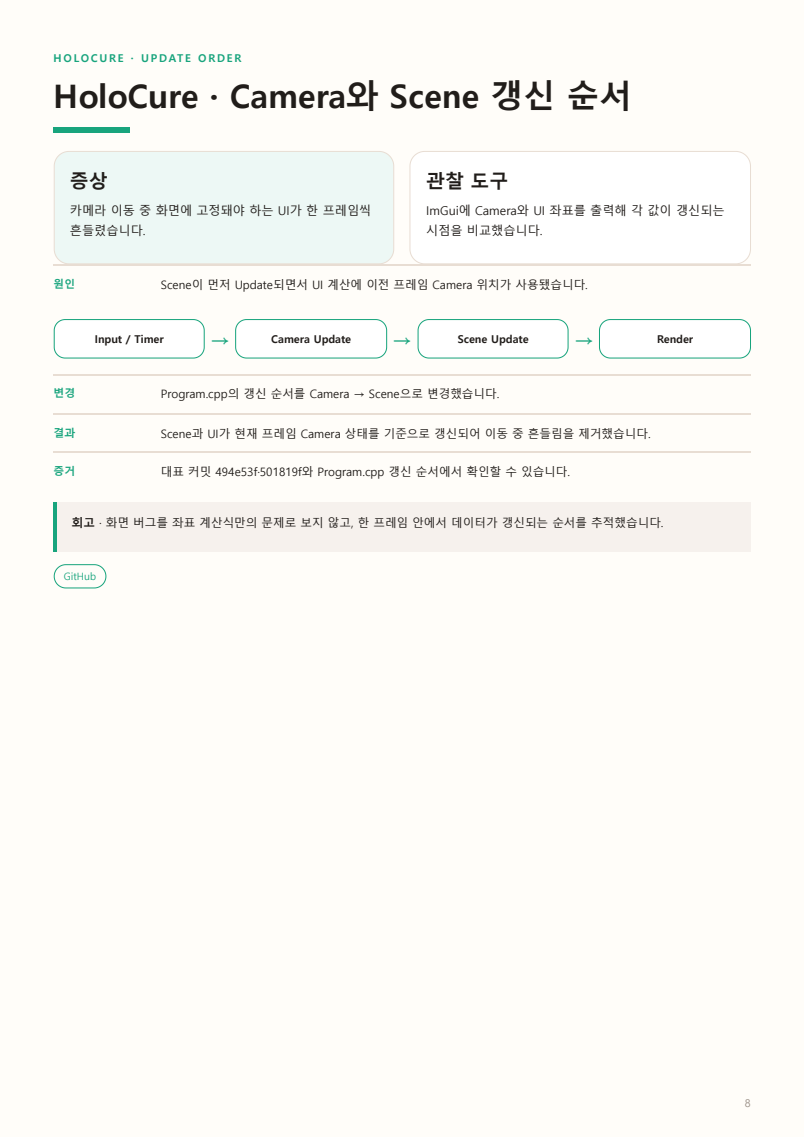 HOLOCURE · UPDATE ORDER
HoloCure · Camera와 Scene 갱신 순서
증상
카메라 이동 중 화면에 고정돼야 하는 UI가 한 프레임씩
흔들렸습니다.
관찰 도구
ImGui에 Camera와 UI 좌표를 출력해 각 값이 갱신되는
시점을 비교했습니다.
원인 Scene이 먼저 Update되면서 UI 계산에 이전 프레임 Camera 위치가 사용됐습니다.
Input / Timer → Camera Update → Scene Update → Render
변경 Program.cpp의 갱신 순서를 Camera → Scene으로 변경했습니다.
결과 Scene과 UI가 현재 프레임 Camera 상태를 기준으로 갱신되어 이동 중 흔들림을 제거했습니다.
증거 대표 커밋 494e53f·501819f와 Program.cpp 갱신 순서에서 확인할 수 있습니다.
회고 · 화면 버그를 좌표 계산식만의 문제로 보지 않고, 한 프레임 안에서 데이터가 갱신되는 순서를 추적했습니다.
GitHub
8